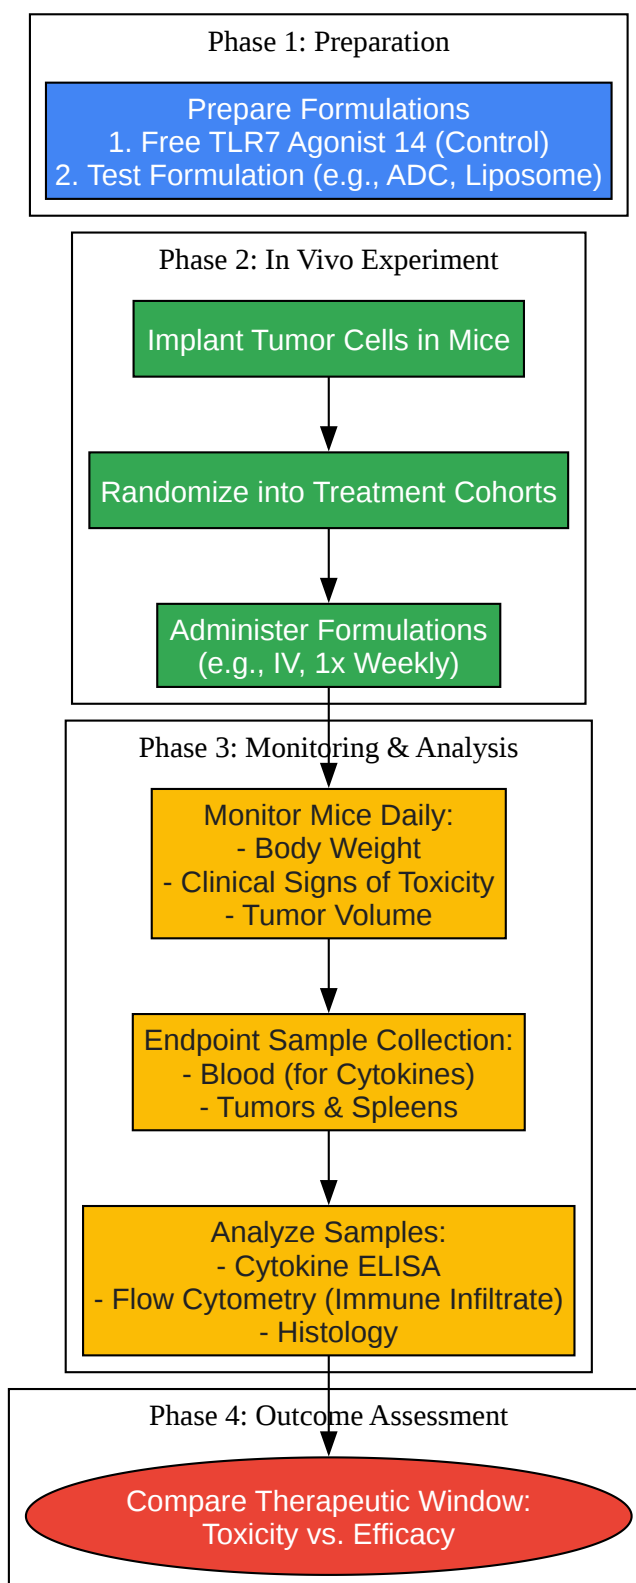 Phase 1: Preparation
Prepare Formulations
1. Free TLR7 Agonist 14 (Control)
2. Test Formulation (e.g., ADC, Liposome)
Phase 2: In Vivo Experiment
Implant Tumor Cells in Mice
Randomize into Treatment Cohorts
Administer Formulations
(e.g., IV, 1x Weekly)
Phase 3: Monitoring & Analysis
Monitor Mice Daily:
- Body Weight
- Clinical Signs of Toxicity
- Tumor Volume
Endpoint Sample Collection:
- Blood (for Cytokines)
- Tumors & Spleens
Analyze Samples:
- Cytokine ELISA
- Flow Cytometry (Immune Infiltrate)
- Histology
Phase 4: Outcome Assessment
Compare Therapeutic Window:
Toxicity vs. Efficacy